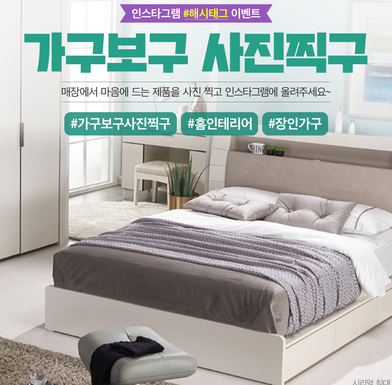 인스타그램 #해시태그 이벤트
가구보구 사진찍구
매장에서 마음에 드는 제품을 사진 찍고 인스타그램에 올려주세요~
#가구보구사진찍구 #홈인테리어 #장인가구